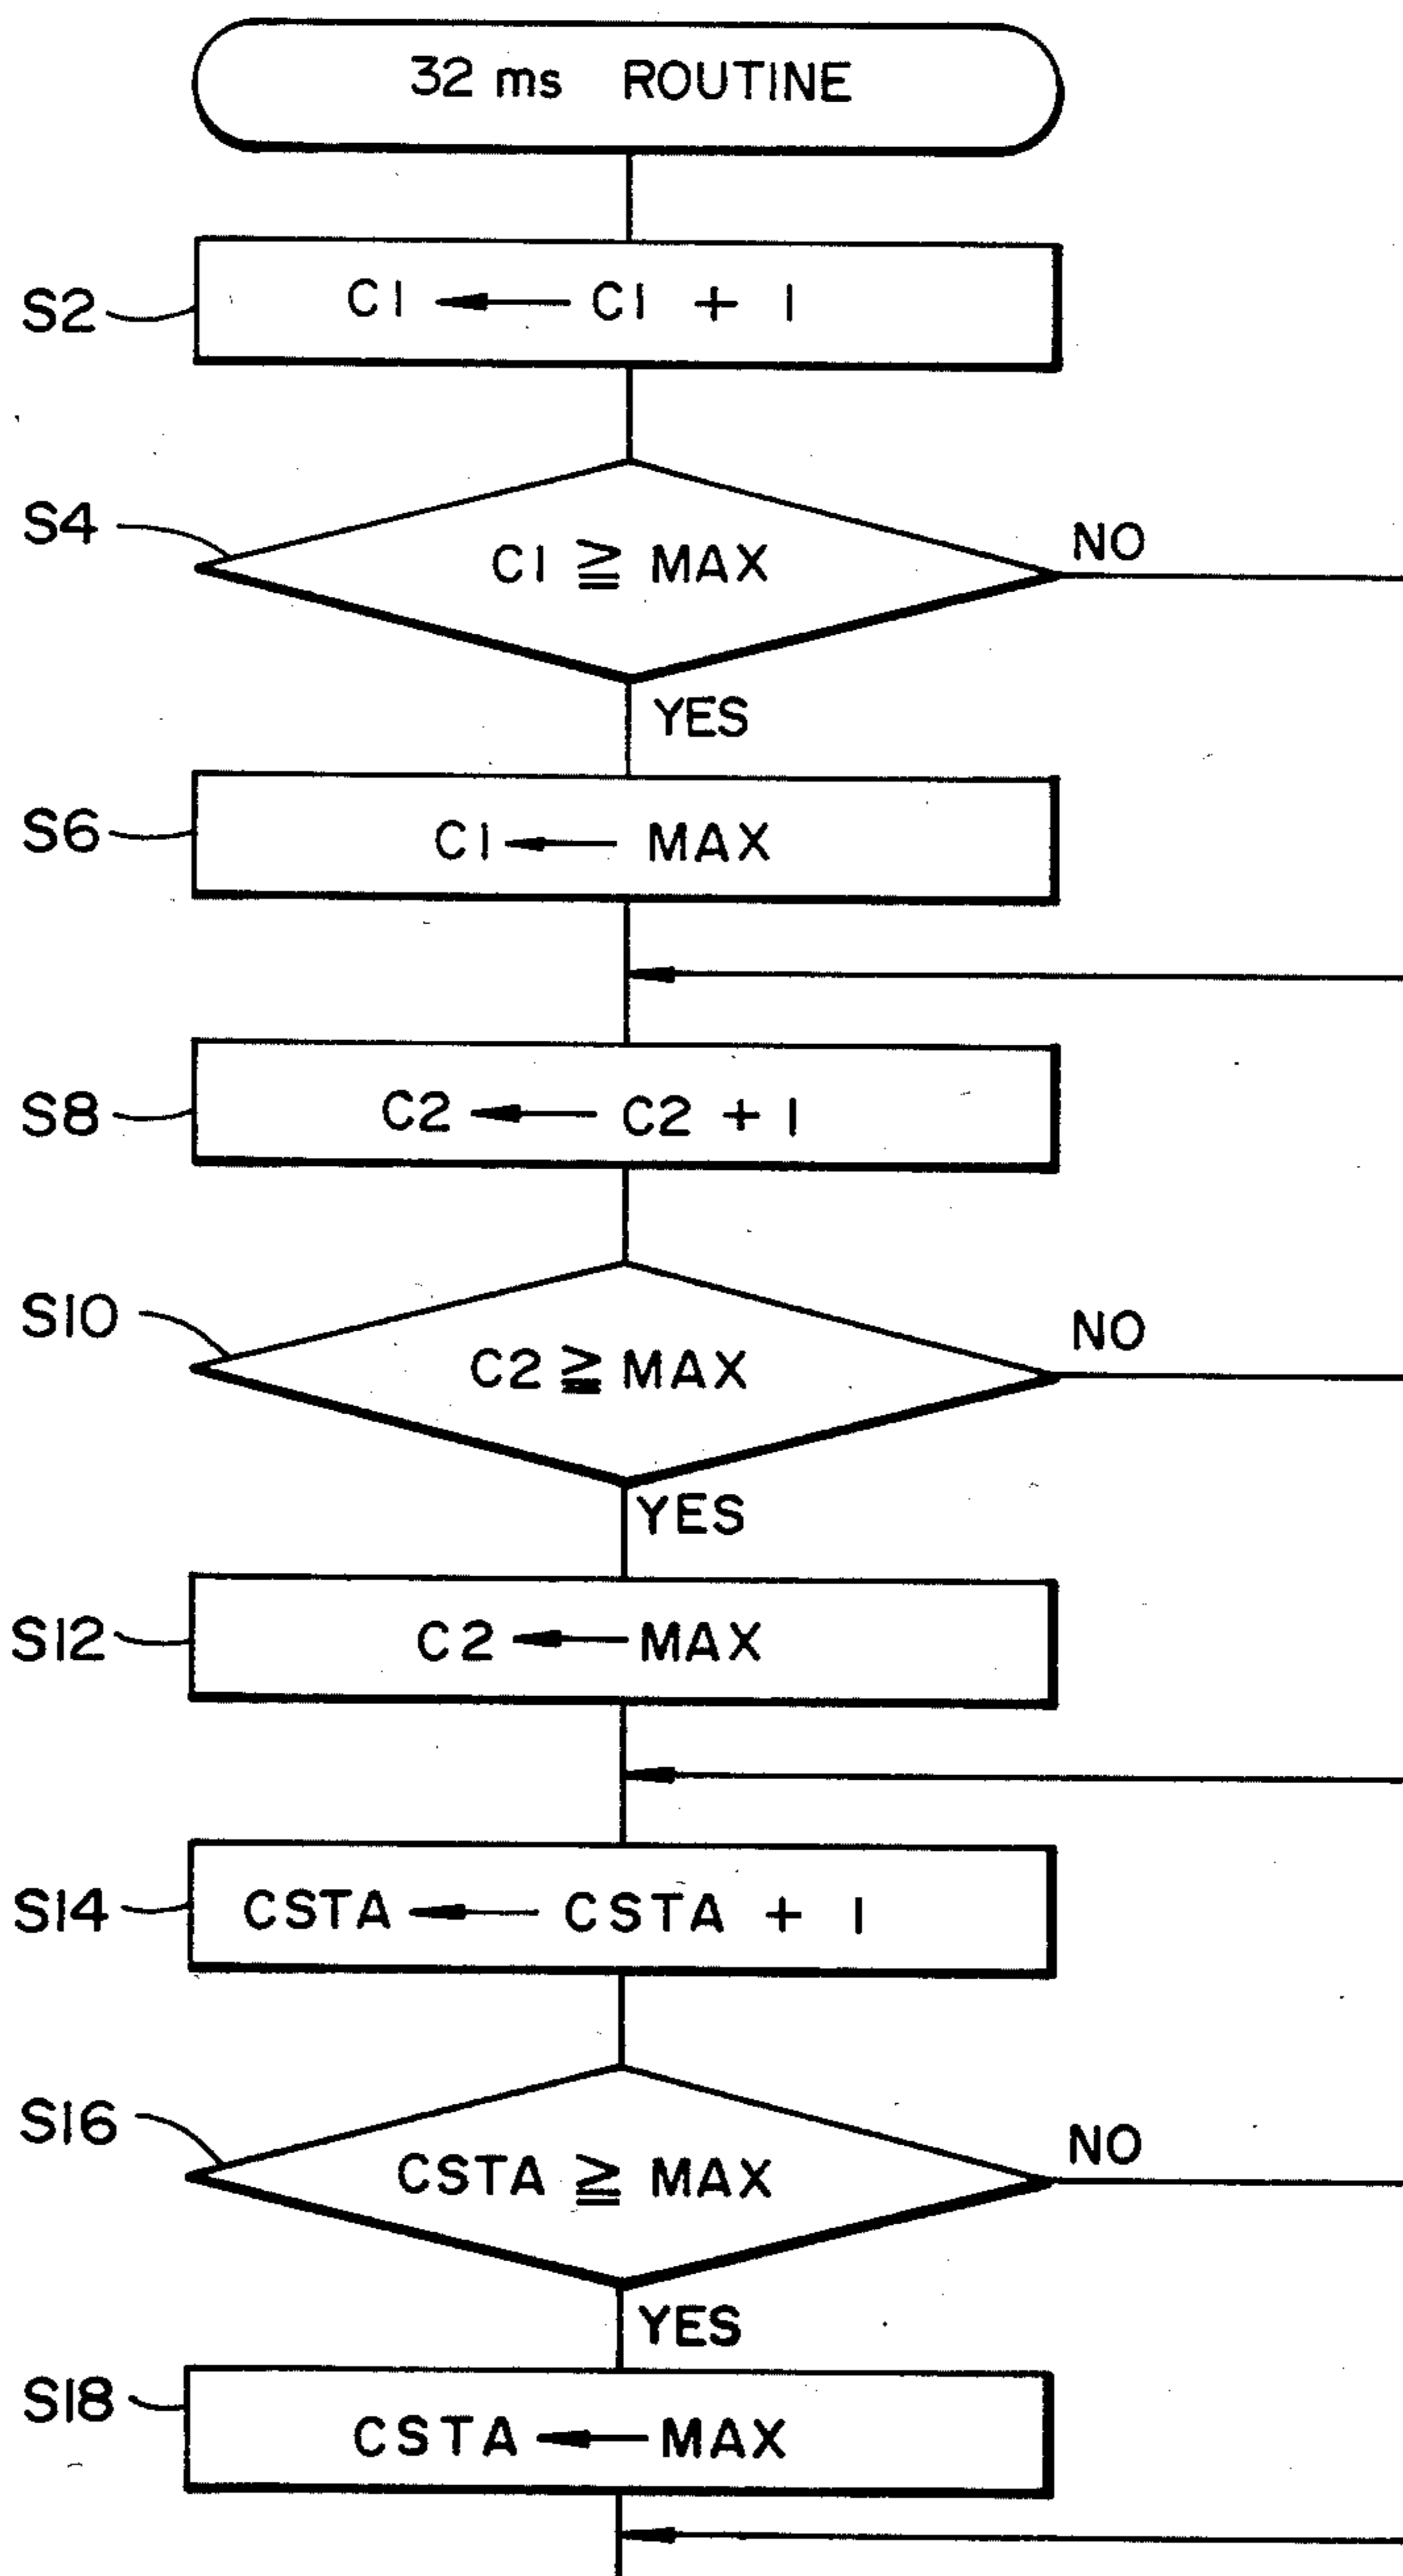 32 ms ROUTINE
S2
C1 ← C1 + 1
S4
C1 ≧ MAX
NO
YES
S6
C1 ← MAX
S8
C2 ← C2 + 1
S10
C2 ≧ MAX
NO
YES
S12
C2 ← MAX
S14
CSTA ← CSTA + 1
S16
CSTA ≧ MAX
NO
YES
S18
CSTA ← MAX